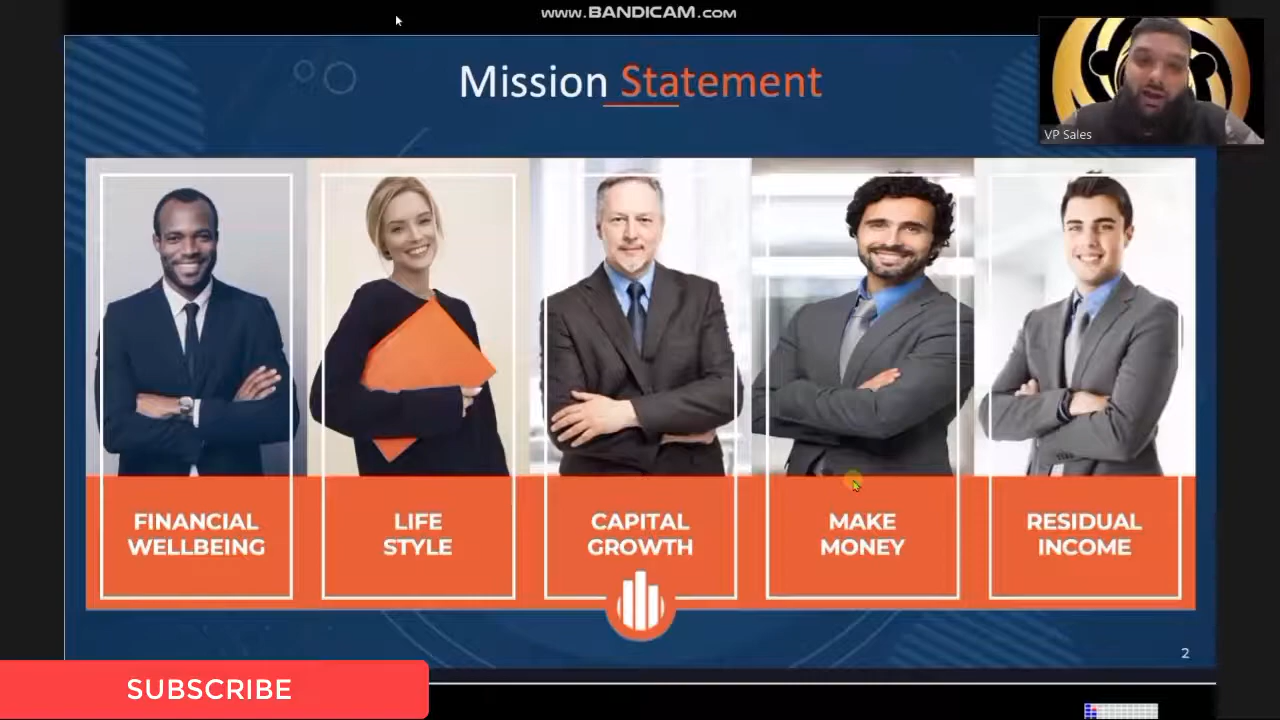 www.BANDICAM.com
Mission Statement
VP Sales
FINANCIAL
WELLBEING
LIFE
STYLE
CAPITAL
GROWTH
MAKE
MONEY
RESIDUAL
INCOME
2
SUBSCRIBE